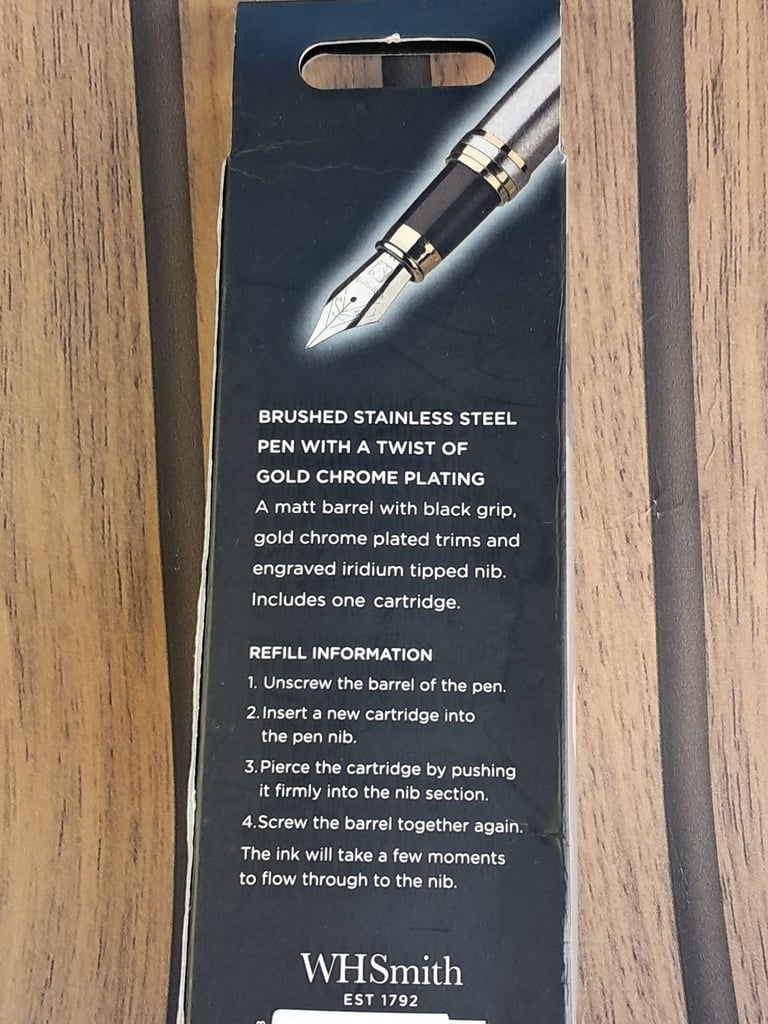 BRUSHED STAINLESS STEEL
PEN WITH A TWIST OF
GOLD CHROME PLATING
A matt barrel with black grip,
gold chrome plated trims and
engraved iridium tipped nib.
Includes one cartridge.
REFILL INFORMATION
1. Unscrew the barrel of the pen.
2. Insert a new cartridge into
the pen nib.
3. Pierce the cartridge by pushing
it firmly into the nib section.
4. Screw the barrel together again.
The ink will take a few moments
to flow through to the nib.
WHSmith
EST 1792